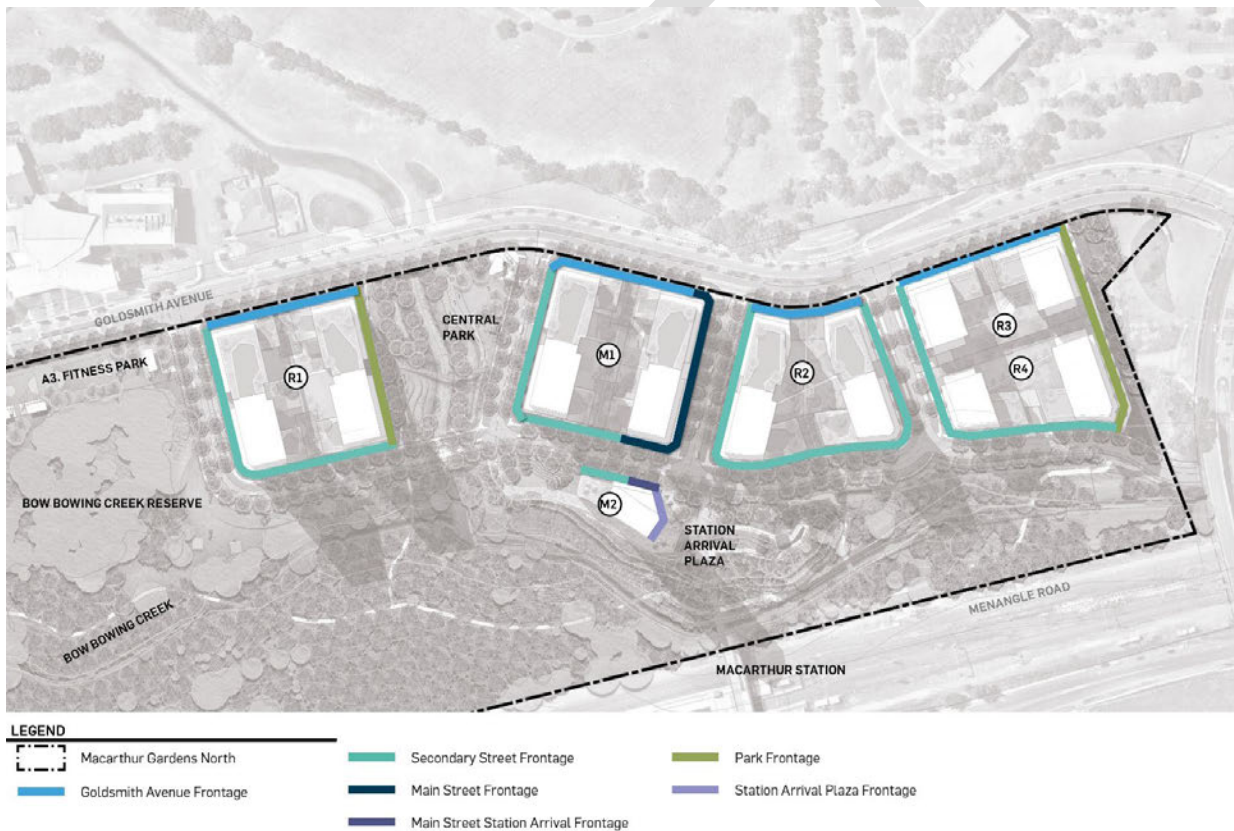 GOLDSMITH AVENUE
CENTRAL
PARK
A3. FITNESS PARK
R1
M1
R2
R3
R4
BOW BOWING CREEK RESERVE
M2
STATION
ARRIVAL
PLAZA
BOW BOWING CREEK
MENANGLE ROAD
MACARTHUR STATION
LEGEND
Macarthur Gardens North
Goldsmith Avenue Frontage
Secondary Street Frontage
Main Street Frontage
Main Street Station Arrival Frontage
Park Frontage
Station Arrival Plaza Frontage